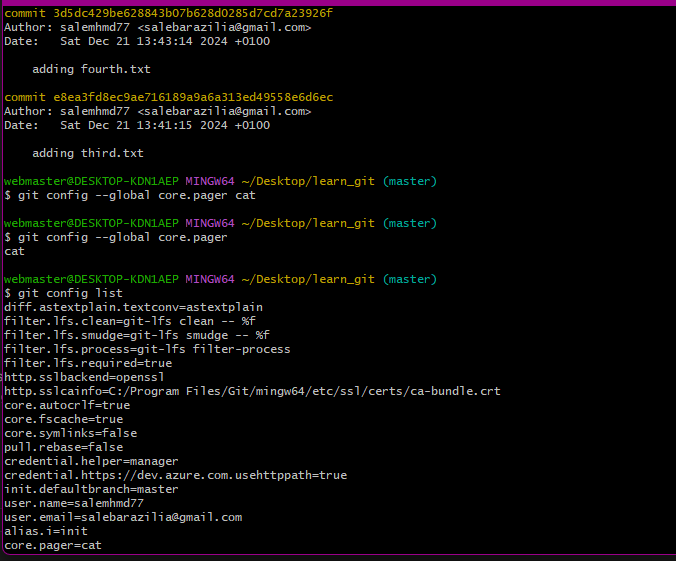 commit 3d5dc429be628843b07b628d0285d7cd7a23926f
Author: salemhmd77 <salebarazilia@gmail.com>
Date:   Sat Dec 21 13:43:14 2024 +0100
    adding fourth.txt
commit e8ea3fd8ec9ae716189a9a6a313ed49558e6d6ec
Author: salemhmd77 <salebarazilia@gmail.com>
Date:   Sat Dec 21 13:41:15 2024 +0100
    adding third.txt
webmaster@DESKTOP-KDN1AEP MINGW64 ~/Desktop/learn_git (master)
$ git config --global core.pager cat
webmaster@DESKTOP-KDN1AEP MINGW64 ~/Desktop/learn_git (master)
$ git config --global core.pager
cat
webmaster@DESKTOP-KDN1AEP MINGW64 ~/Desktop/learn_git (master)
$ git config list
diff.astextplain.textconv=astextplain
filter.lfs.clean=git-lfs clean -- %f
filter.lfs.smudge=git-lfs smudge -- %f
filter.lfs.process=git-lfs filter-process
filter.lfs.required=true
http.sslbackend=openssl
http.sslcainfo=C:/Program Files/Git/mingw64/etc/ssl/certs/ca-bundle.crt
core.autocrlf=true
core.fscache=true
core.symlinks=false
pull.rebase=false
credential.helper=manager
credential.https://dev.azure.com.usehttppath=true
init.defaultbranch=master
user.name=salemhmd77
user.email=salebarazilia@gmail.com
alias.i=init
core.pager=cat